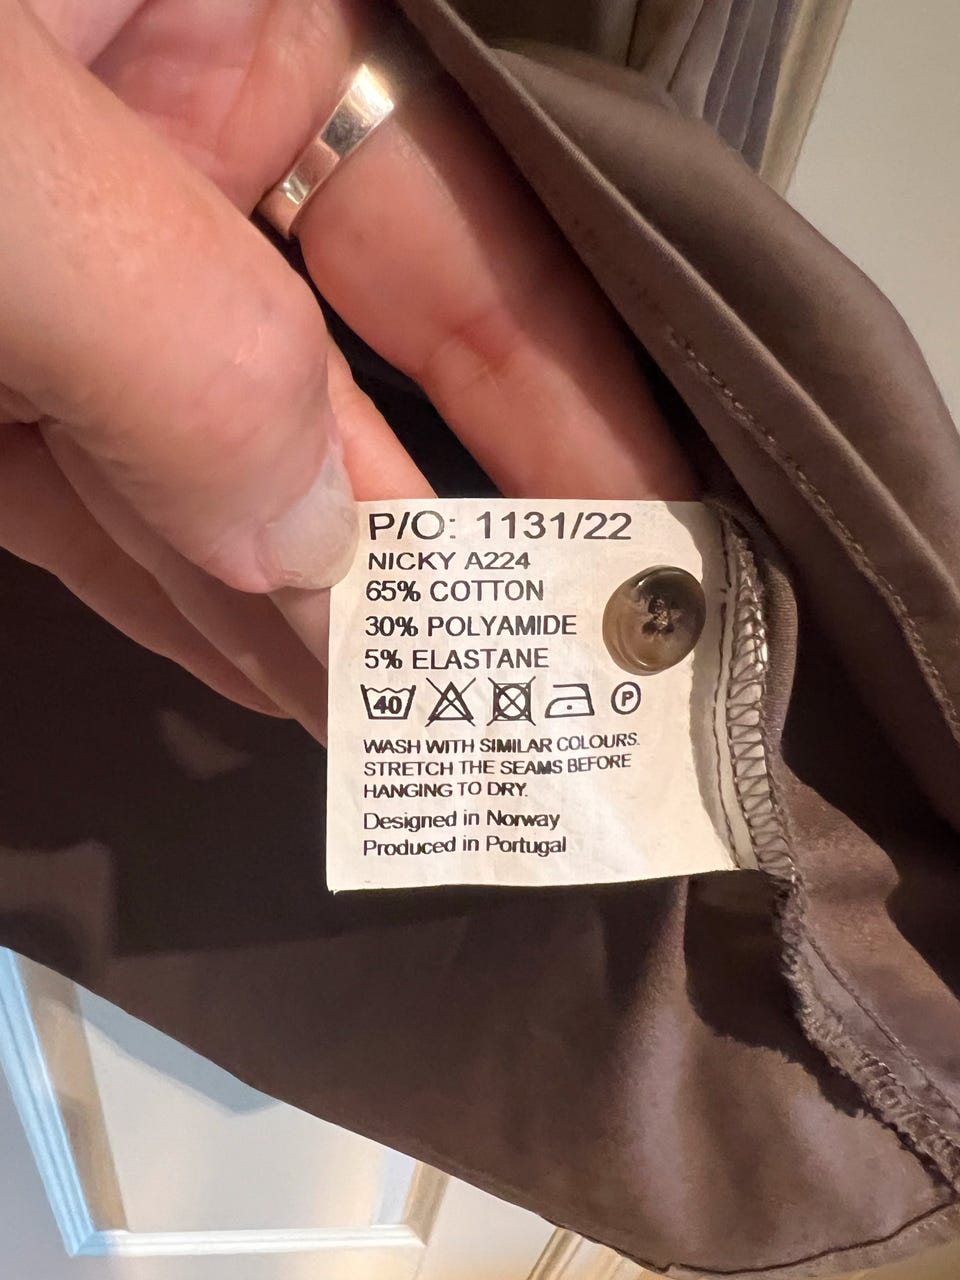 P/O: 1131/22
NICKY A224
65% COTTON
30% POLYAMIDE
5% ELASTANE
40 P
WASH WITH SIMILAR COLOURS.
STRETCH THE SEAMS BEFORE
HANGING TO DRY.
Designed in Norway
Produced in Portugal